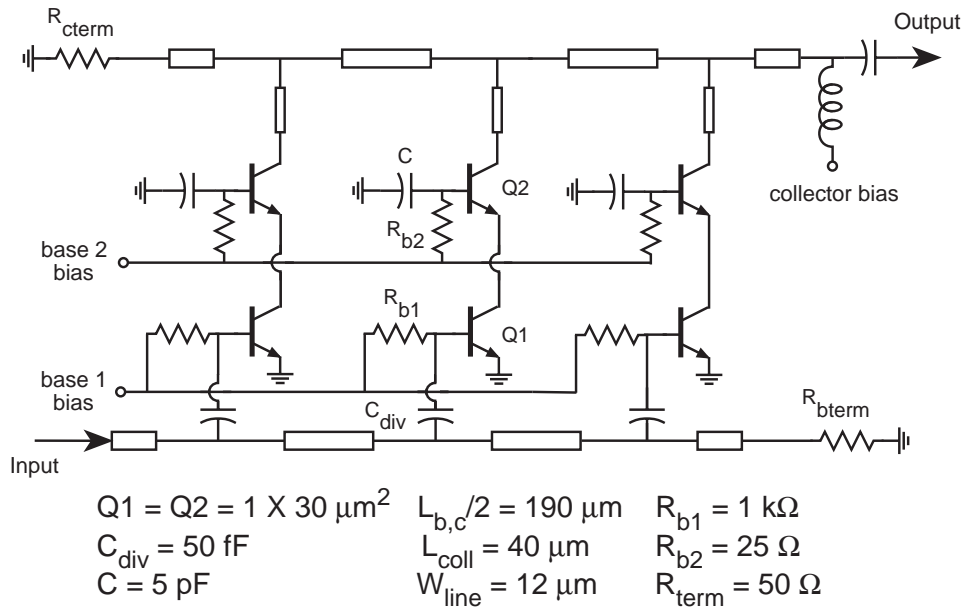 R_cterm
Output
C
Q2
collector bias
R_b2
base 2
bias
R_b1
Q1
base 1
bias
C_div
R_bterm
Input
Q1 = Q2 = 1 X 30 μm² L_b,c/2 = 190 μm R_b1 = 1 kΩ
C_div = 50 fF L_coll = 40 μm R_b2 = 25 Ω
C = 5 pF W_line = 12 μm R_term = 50 Ω